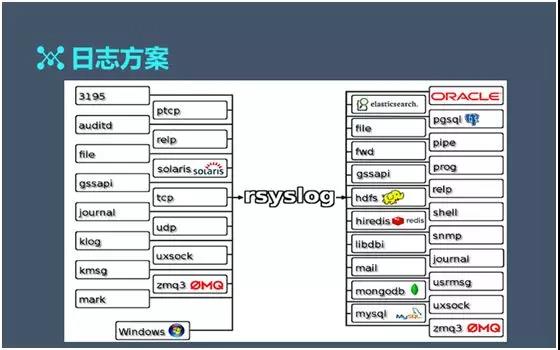 日志方案
3195
ptcp
auditd
relp
file
solaris solaris
gssapi
tcp
journal
udp
klog
uxsock
kmsg
zmq3 ØMQ
mark
Windows
rsyslog
elasticsearch.
ORACLE
file
pgsql
fwd
pipe
gssapi
prog
hdfs
relp
hiredis redis
shell
libdbi
snmp
mail
journal
mongodb
usrmsg
mysql MySQL
uxsock
zmq3 ØMQ